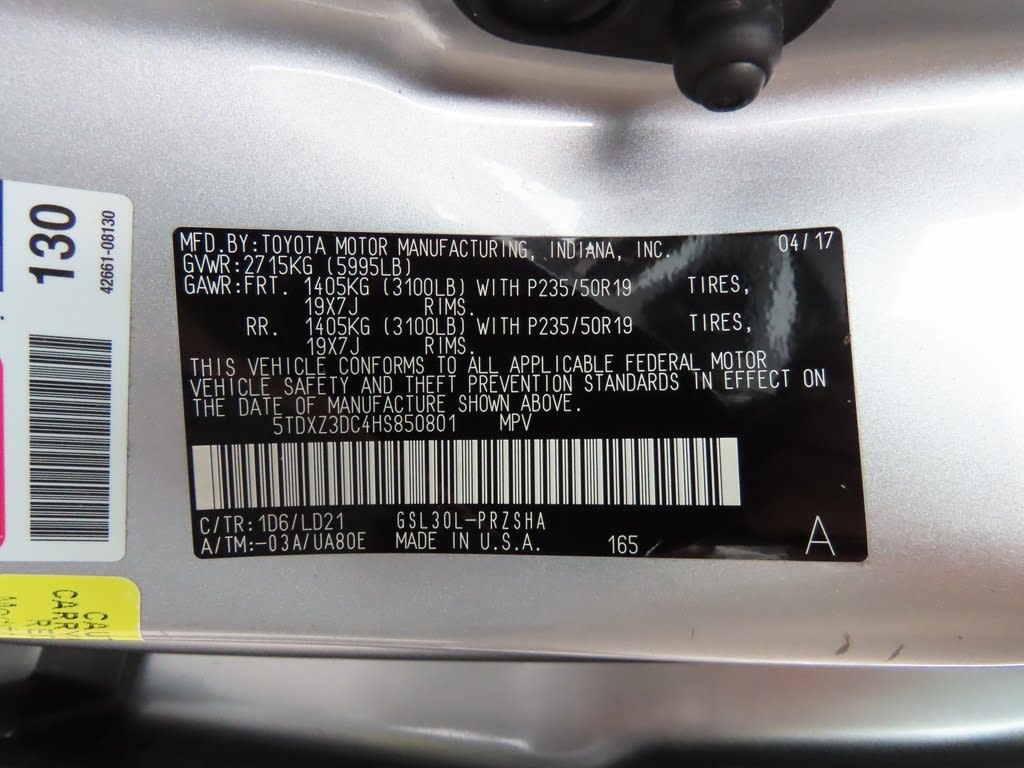 MFD.BY:TOYOTA MOTOR MANUFACTURING, INDIANA, INC. 04/17
GVWR:2715KG (5995LB)
GAWR:FRT. 1405KG (3100LB) WITH P235/50R19 TIRES,
19X7J RIMS.
RR. 1405KG (3100LB) WITH P235/50R19 TIRES,
19X7J RIMS.
THIS VEHICLE CONFORMS TO ALL APPLICABLE FEDERAL MOTOR
VEHICLE SAFETY AND THEFT PREVENTION STANDARDS IN EFFECT ON
THE DATE OF MANUFACTURE SHOWN ABOVE.
5TDXZ3DC4HS850801 MPV
C/TR:1D6/LD21 GSL30L-PRZSHA
A/TM:-03A/UA80E MADE IN U.S.A. 165 A
130
42661-08130
CAU
CARRY
RE